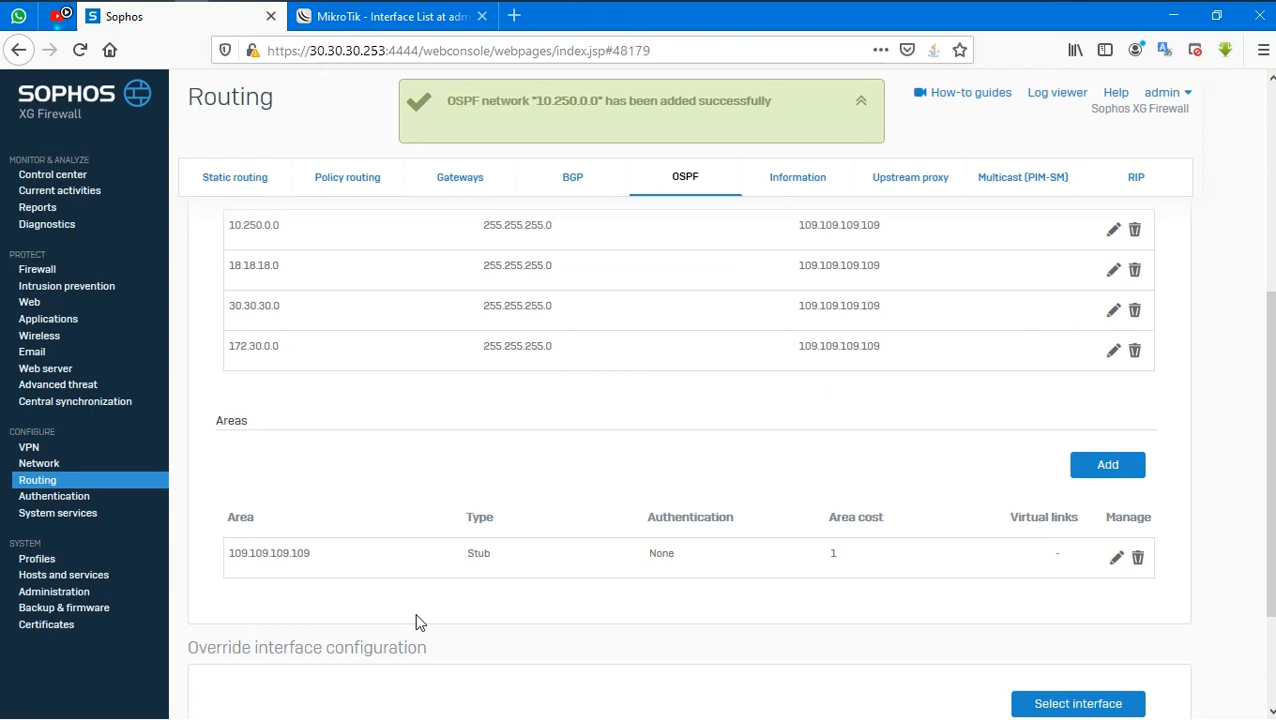 Sophos
MikroTik - Interface List at adm
https://30.30.30.253:4444/webconsole/webpages/index.jsp#48179
SOPHOS
XG Firewall
MONITOR & ANALYZE
Control center
Current activities
Reports
Diagnostics
PROTECT
Firewall
Intrusion prevention
Web
Applications
Wireless
Email
Web server
Advanced threat
Central synchronization
CONFIGURE
VPN
Network
Routing
Authentication
System services
SYSTEM
Profiles
Hosts and services
Administration
Backup & firmware
Certificates
Routing
OSPF network "10.250.0.0" has been added successfully
How-to guides Log viewer Help admin
Sophos XG Firewall
Static routing Policy routing Gateways BGP OSPF Information Upstream proxy Multicast (PIM-SM) RIP
10.250.0.0 255.255.255.0 109.109.109.109
18.18.18.0 255.255.255.0 109.109.109.109
30.30.30.0 255.255.255.0 109.109.109.109
172.30.0.0 255.255.255.0 109.109.109.109
Areas
Add
Area Type Authentication Area cost Virtual links Manage
109.109.109.109 Stub None 1 -
Override interface configuration
Select interface